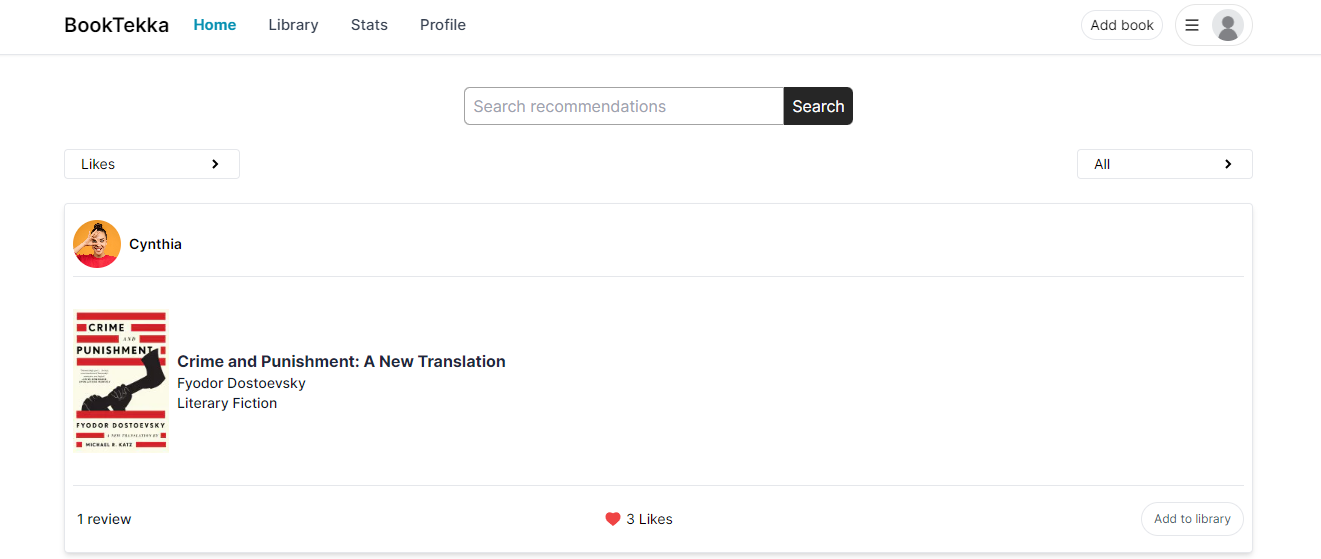 BookTekka Home Library Stats Profile Add book
Search recommendations Search
Likes All
Cynthia
CRIME
AND
PUNISHMENT
Crime and Punishment: A New Translation
Fyodor Dostoevsky
Literary Fiction
FYODOR DOSTOEVSKY
A NEW TRANSLATION BY
MICHAEL R. KATZ
1 review 3 Likes Add to library